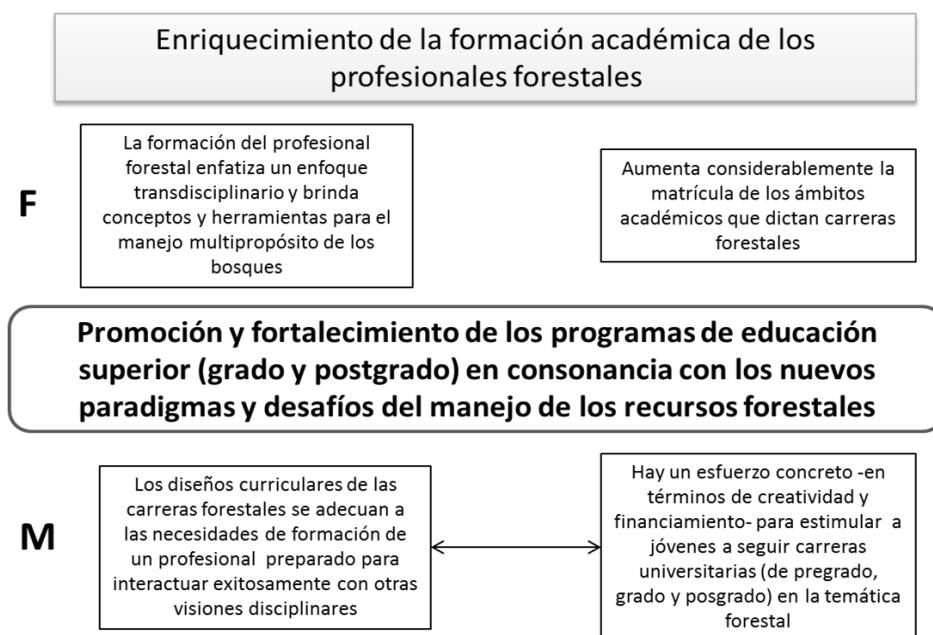 Enriquecimiento de la formación académica de los
profesionales forestales
F
La formación del profesional
forestal enfatiza un enfoque
transdisciplinario y brinda
conceptos y herramientas para el
manejo multipropósito de los
bosques
Aumenta considerablemente la
matrícula de los ámbitos
académicos que dictan carreras
forestales
Promoción y fortalecimiento de los programas de educación
superior (grado y postgrado) en consonancia con los nuevos
paradigmas y desafíos del manejo de los recursos forestales
M
Los diseños curriculares de las
carreras forestales se adecuan a
las necesidades de formación de
un profesional preparado para
interactuar exitosamente con otras
visiones disciplinares
Hay un esfuerzo concreto -en
términos de creatividad y
financiamiento- para estimular a
jóvenes a seguir carreras
universitarias (de pregrado,
grado y posgrado) en la temática
forestal